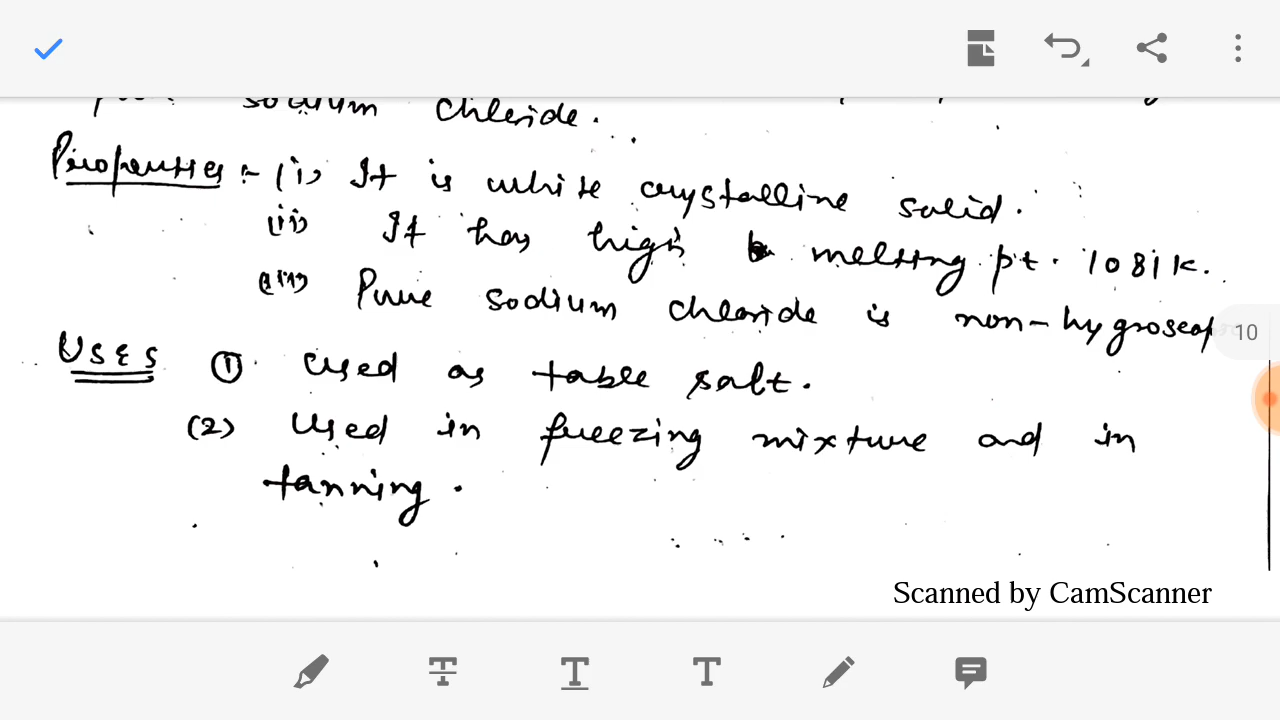 sodium chloride.
Properties :- (i) It is white crystalline solid.
(ii) It has high melting pt. 1081K.
(iii) Pure sodium chloride is non-hygroscop
10
Uses (1) Used as table salt.
(2) Used in freezing mixture and in
tanning.
Scanned by CamScanner
T T T